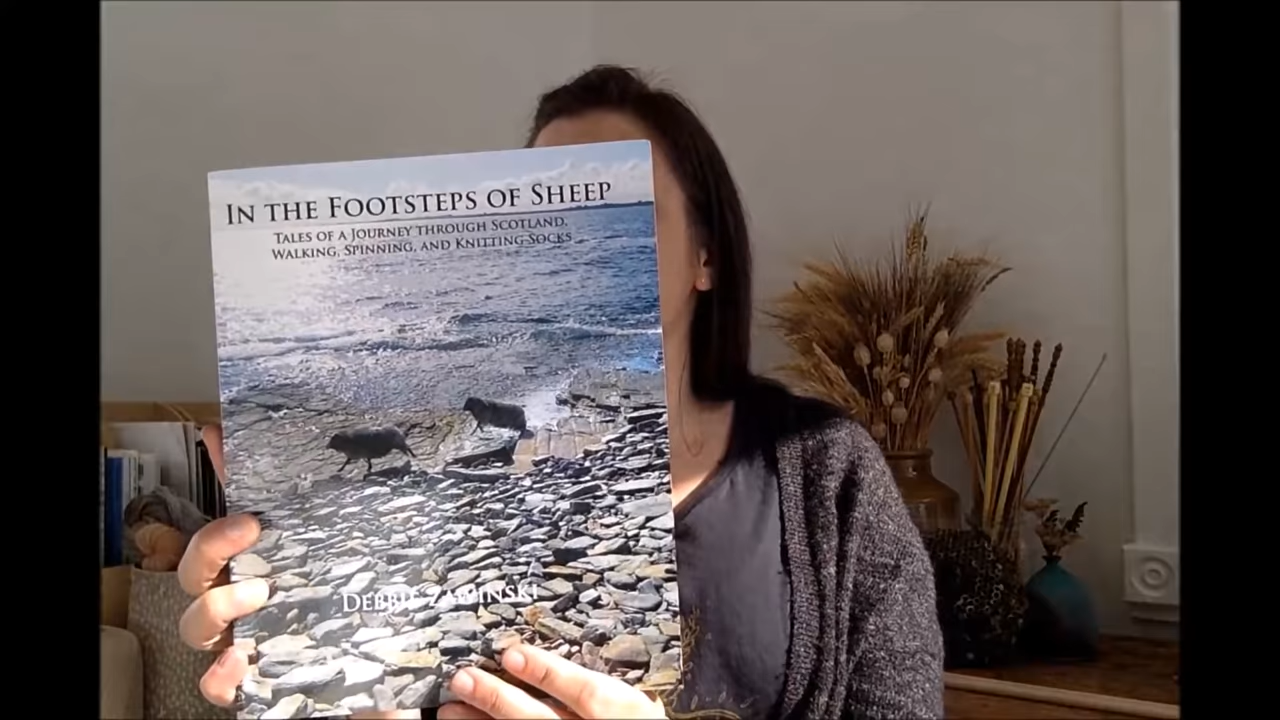 In the Footsteps of Sheep
Tales of a Journey through Scotland,
Walking, Spinning, and Knitting Socks
Debbie Zawinski